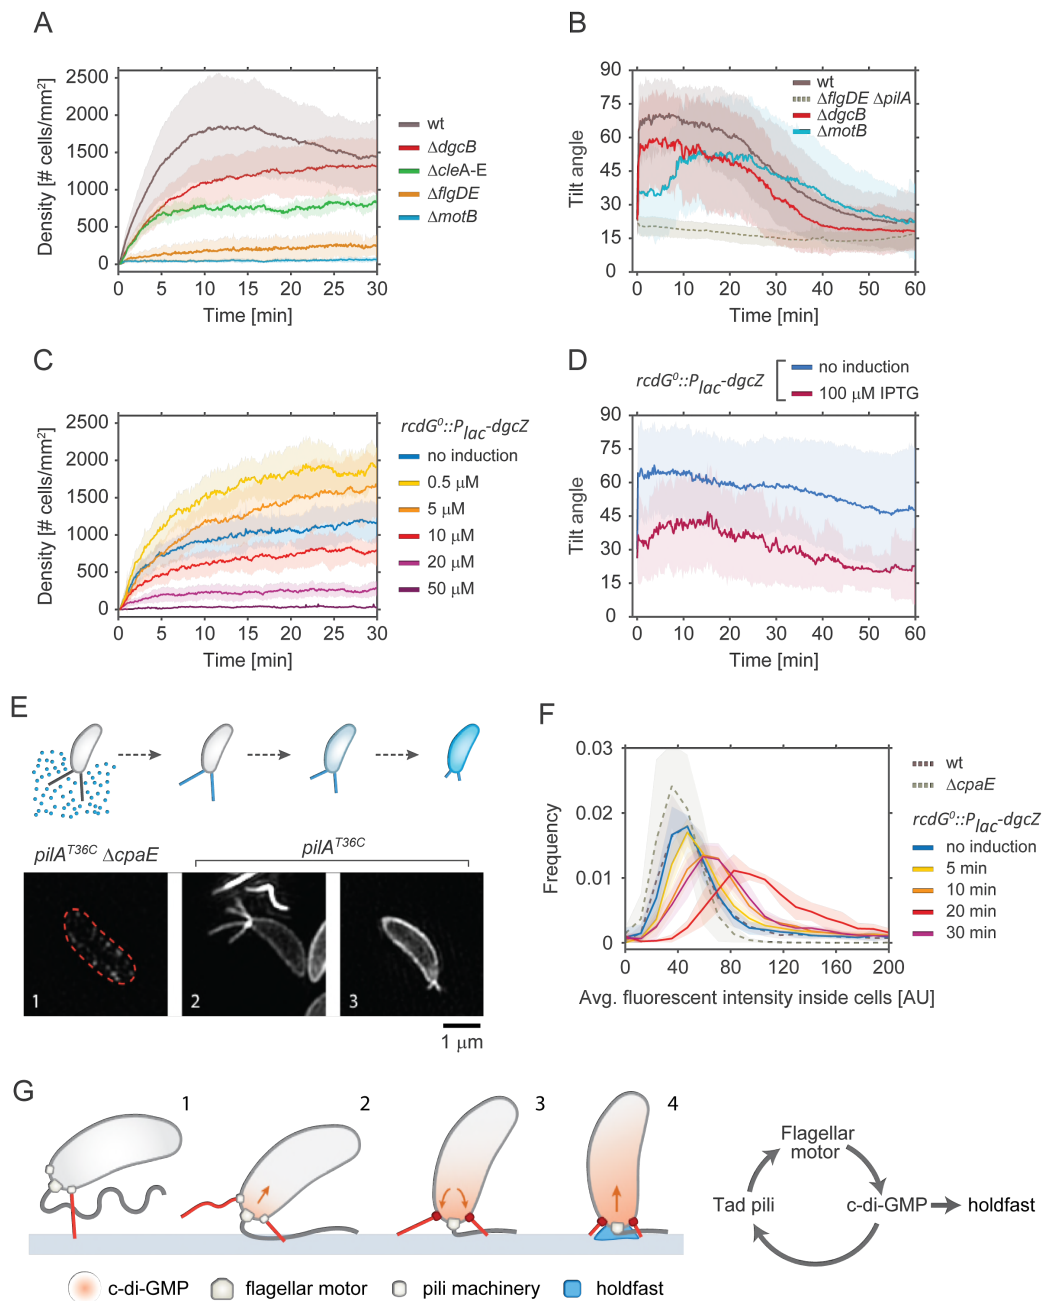 A
Density [# cells/mm²]
2500
2000
1500
1000
500
0
0 5 10 15 20 25 30
Time [min]
wt
ΔdgcB
ΔcleA-E
ΔflgDE
ΔmotB
B
Tilt angle
90
75
60
45
30
15
0
0 10 20 30 40 50 60
Time [min]
wt
ΔflgDE ΔpilA
ΔdgcB
ΔmotB
C
Density [# cells/mm²]
2500
2000
1500
1000
500
0
0 5 10 15 20 25 30
Time [min]
rcdG⁰::Plac-dgcZ
no induction
0.5 μM
5 μM
10 μM
20 μM
50 μM
D
rcdG⁰::Plac-dgcZ
no induction
100 μM IPTG
Tilt angle
90
75
60
45
30
15
0
0 10 20 30 40 50 60
Time [min]
E
pilAᵀ³⁶ᶜ ΔcpaE
pilAᵀ³⁶ᶜ
1
2
3
1 μm
F
Frequency
0.03
0.02
0.01
0
0 40 80 120 160 200
Avg. fluorescent intensity inside cells [AU]
wt
ΔcpaE
rcdG⁰::Plac-dgcZ
no induction
5 min
10 min
20 min
30 min
G
1
2
3
4
c-di-GMP
flagellar motor
pili machinery
holdfast
Flagellar
motor
Tad pili
c-di-GMP
holdfast